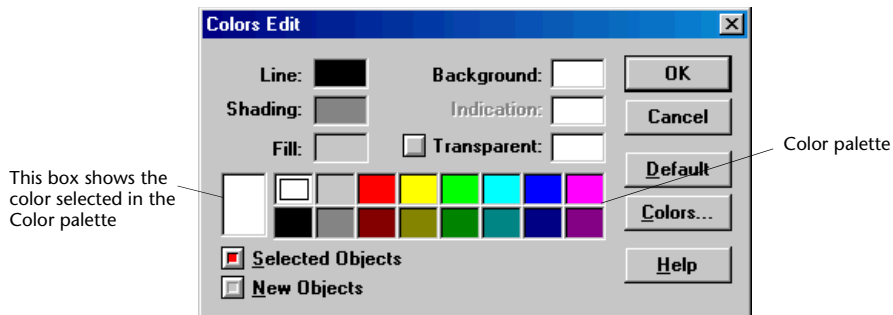 Colors Edit
Line:
Background:
OK
Shading:
Indication:
Cancel
Fill:
Transparent:
Color palette
Default
This box shows the
color selected in the
Color palette
Colors...
Selected Objects
New Objects
Help